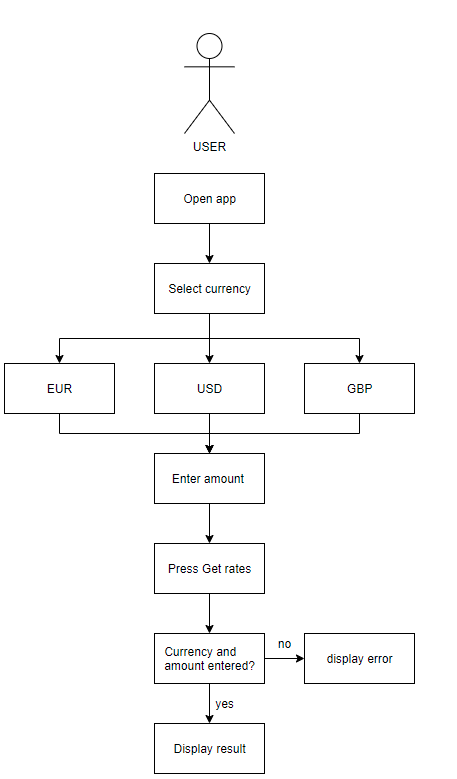 USER
Open app
Select currency
EUR
USD
GBP
Enter amount
Press Get rates
Currency and
amount entered?
no
display error
yes
Display result